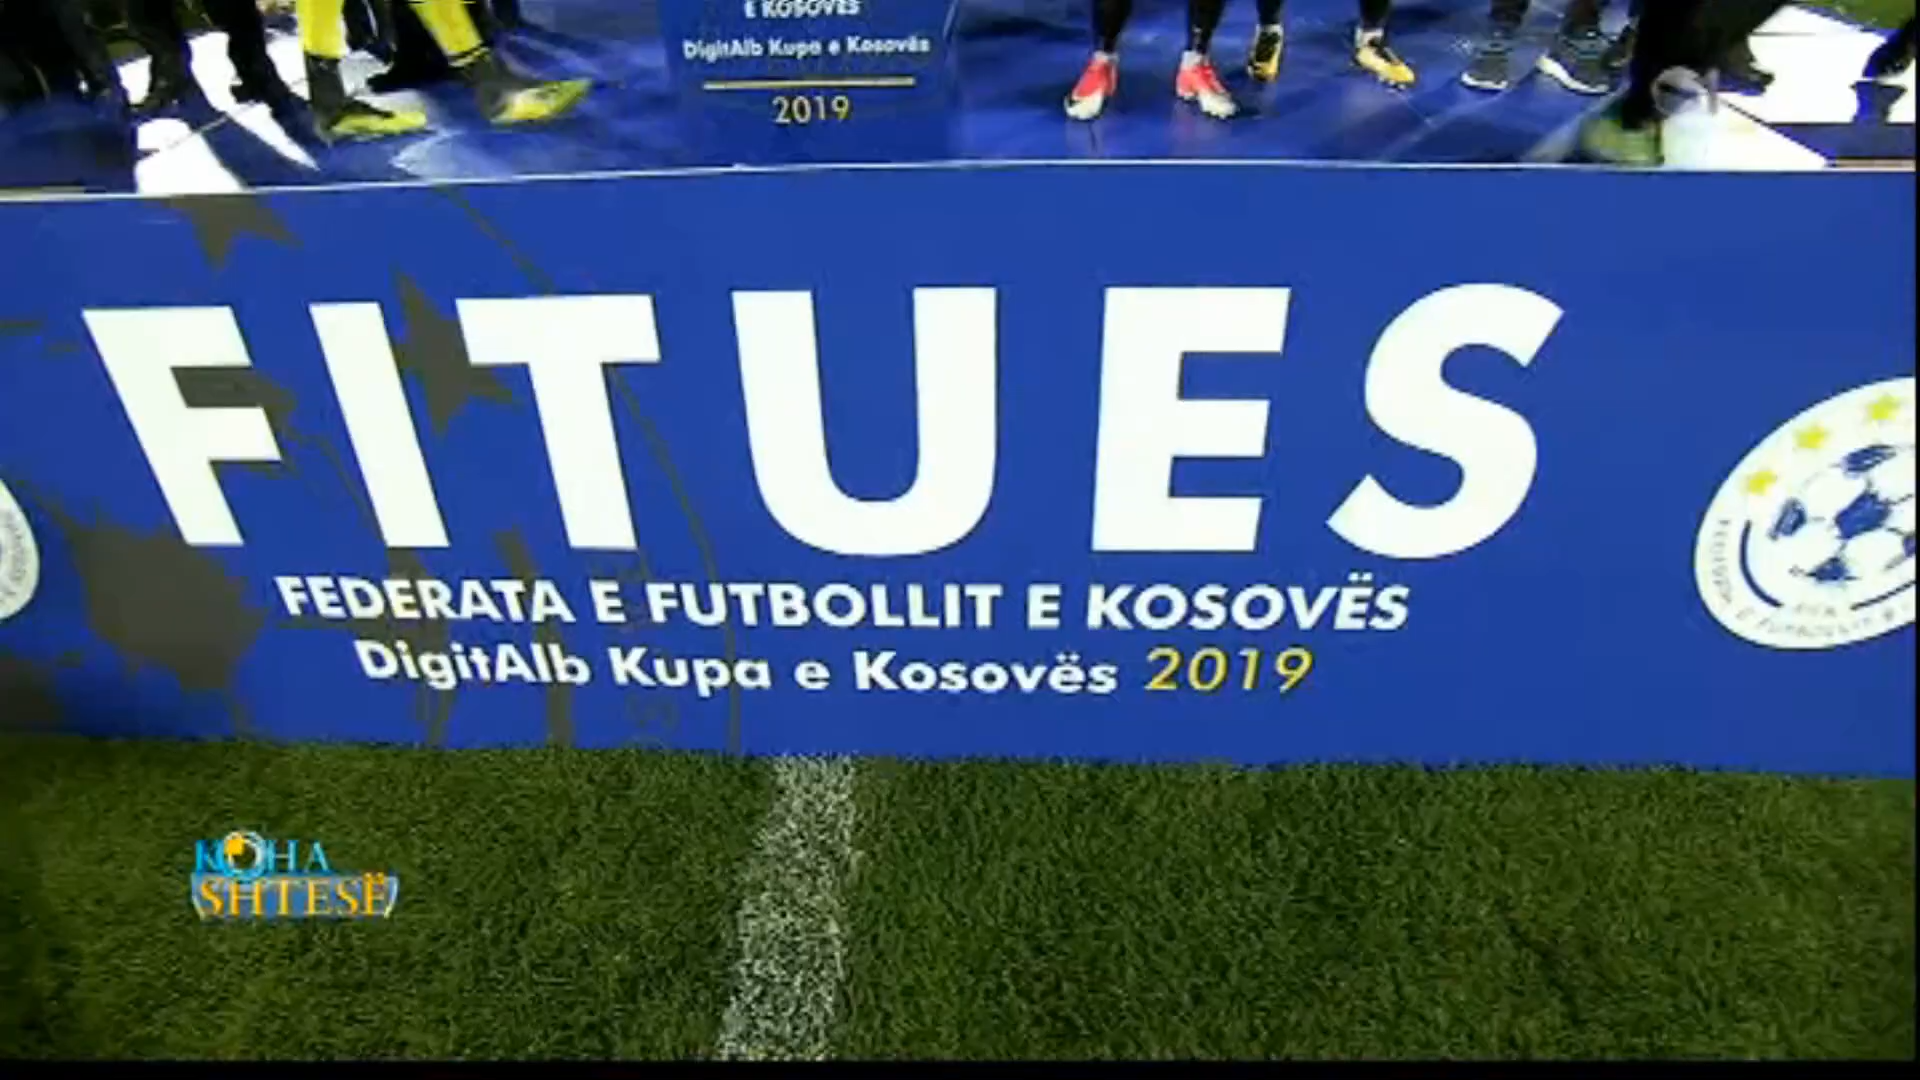 E KOSOVËS
DigitAlb Kupa e Kosovës
2019
FITUES
FEDERATA E FUTBOLLIT E KOSOVËS
DigitAlb Kupa e Kosovës 2019
KOHA
SHTESË